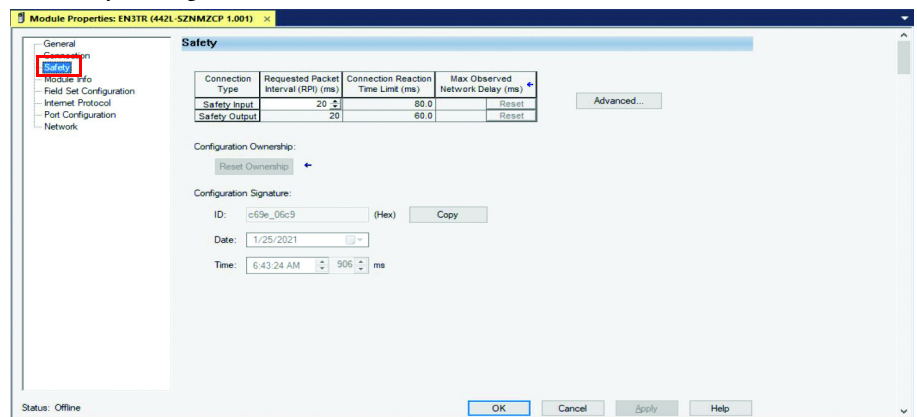 Module Properties: EN3TR (442L-SZNMZCP 1.001) ×
General
Connection
Safety
Module Info
Field Set Configuration
Internet Protocol
Port Configuration
Network
Safety
Connection Type Requested Packet Interval (RPI) (ms) Connection Reaction Time Limit (ms) Max Observed Network Delay (ms)
Safety Input 20 80.0 Reset
Safety Output 20 60.0 Reset
Advanced...
Configuration Ownership:
Reset Ownership
Configuration Signature:
ID: c69e_06c9 (Hex) Copy
Date: 1/25/2021
Time: 6:43:24 AM 906 ms
Status: Offline
OK Cancel Apply Help